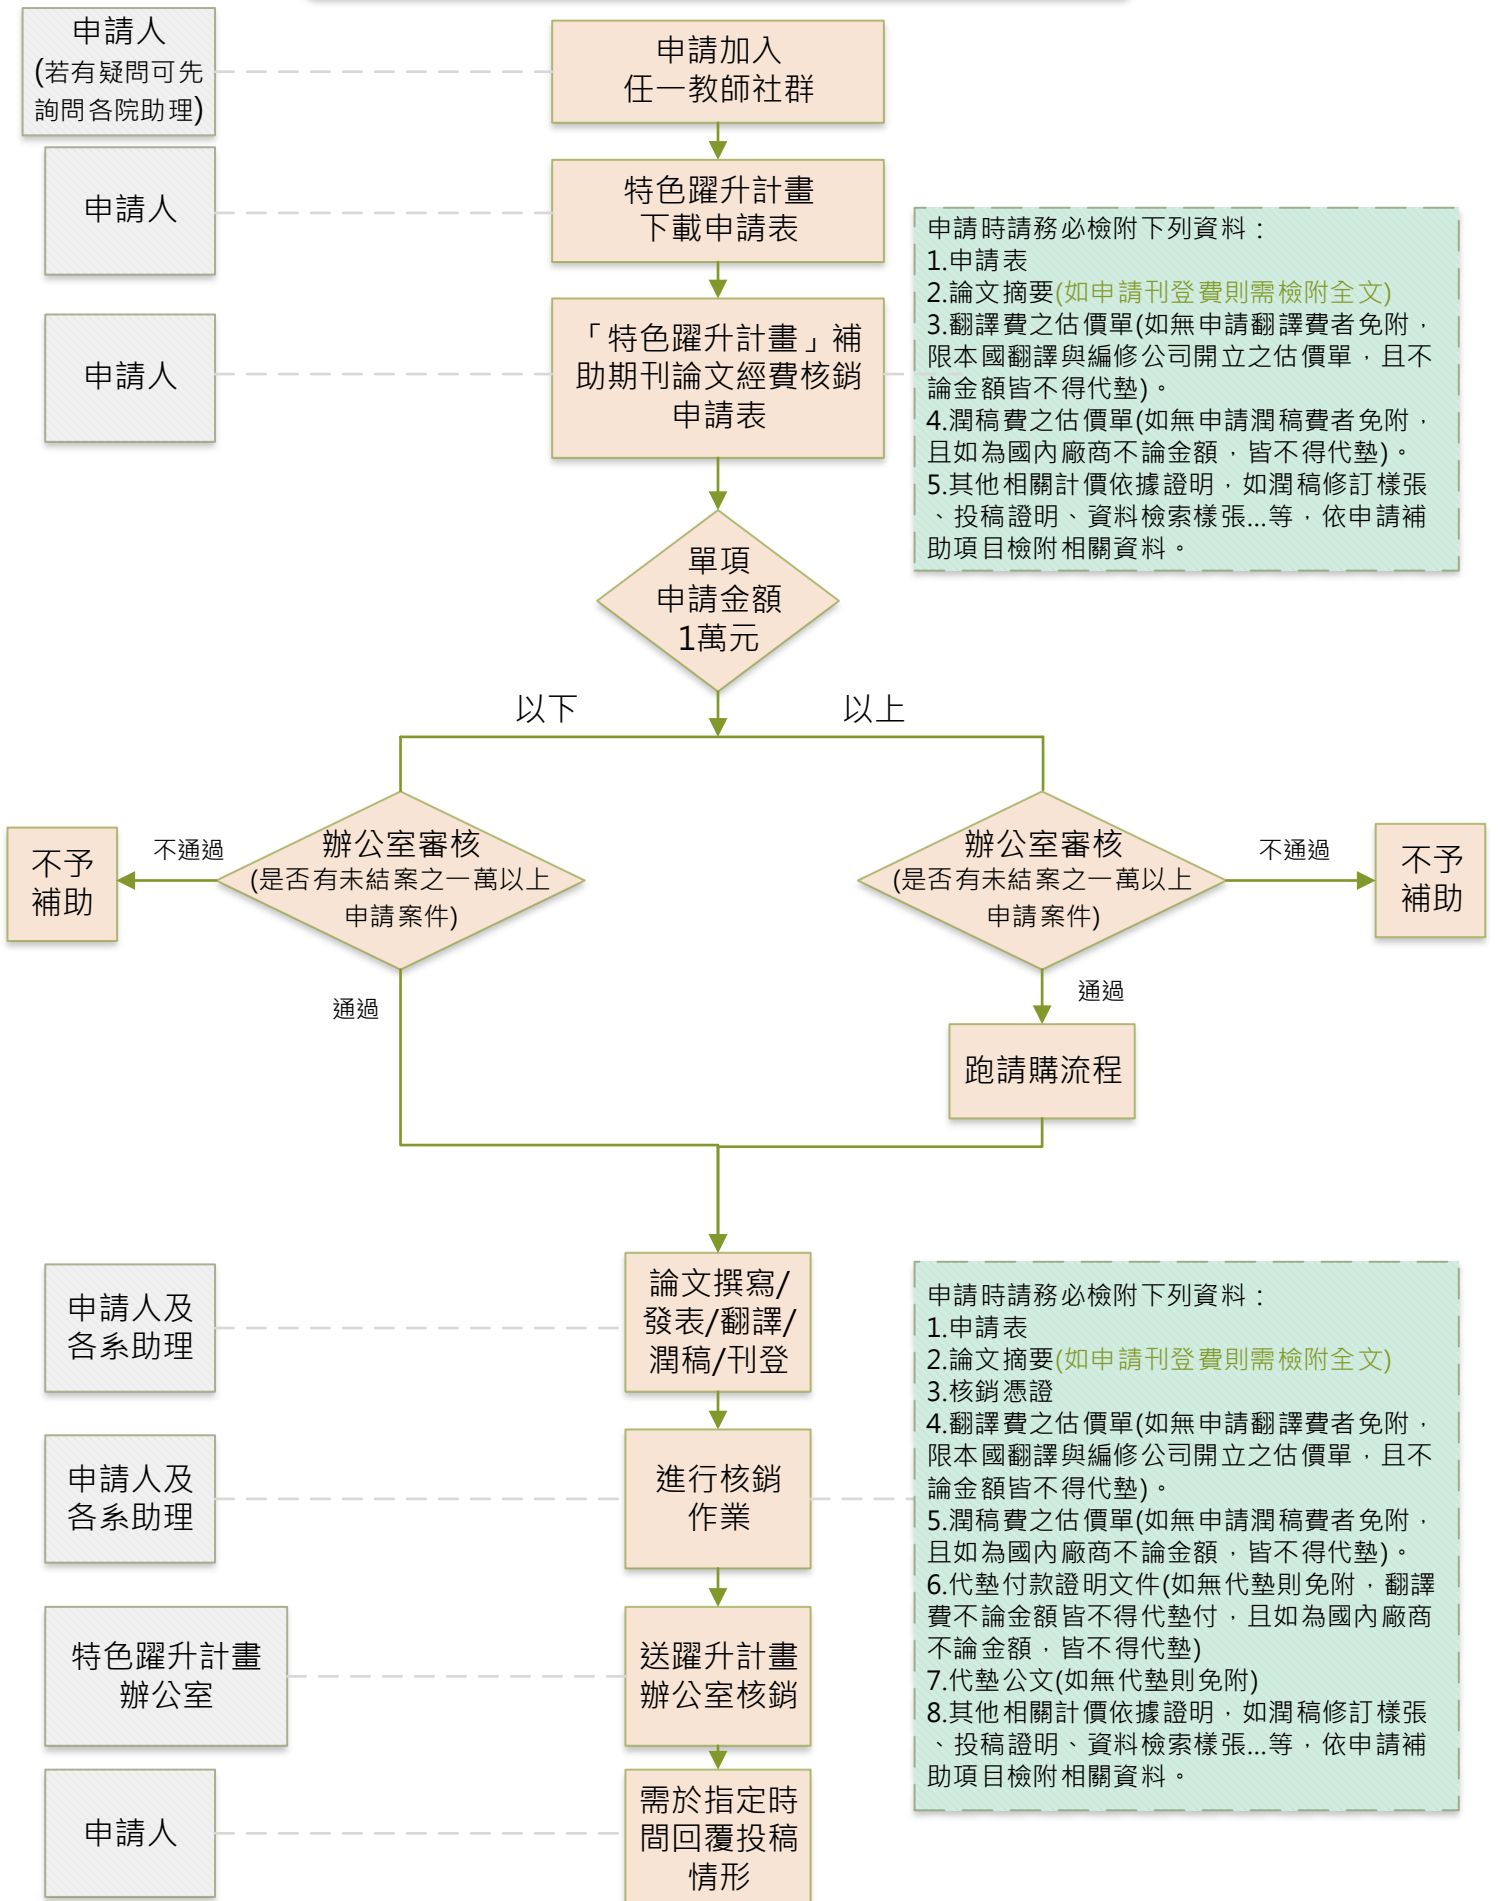 申請人
(若有疑問可先
詢問各院助理)
申請加入
任一教師社群
申請人
特色躍升計畫
下載申請表
申請人
「特色躍升計畫」補
助期刊論文經費核銷
申請表
申請時請務必檢附下列資料：
1.申請表
2.論文摘要(如申請刊登費則需檢附全文)
3.翻譯費之估價單(如無申請翻譯費者免附，
限本國翻譯與編修公司開立之估價單，且不
論金額皆不得代墊)。
4.潤稿費之估價單(如無申請潤稿費者免附，
且如為國內廠商不論金額，皆不得代墊)。
5.其他相關計價依據證明，如潤稿修訂樣張
、投稿證明、資料檢索樣張...等，依申請補
助項目檢附相關資料。
單項
申請金額
1萬元
以下
以上
不予
補助
不通過
辦公室審核
(是否有未結案之一萬以上
申請案件)
辦公室審核
(是否有未結案之一萬以上
申請案件)
不通過
不予
補助
通過
通過
跑請購流程
申請人及
各系助理
論文撰寫/
發表/翻譯/
潤稿/刊登
申請人及
各系助理
進行核銷
作業
申請時請務必檢附下列資料：
1.申請表
2.論文摘要(如申請刊登費則需檢附全文)
3.核銷憑證
4.翻譯費之估價單(如無申請翻譯費者免附，
限本國翻譯與編修公司開立之估價單，且不
論金額皆不得代墊)。
5.潤稿費之估價單(如無申請潤稿費者免附，
且如為國內廠商不論金額，皆不得代墊)。
6.代墊付款證明文件(如無代墊則免附，翻譯
費不論金額皆不得代墊付，且如為國內廠商
不論金額，皆不得代墊)
7.代墊公文(如無代墊則免附)
8.其他相關計價依據證明，如潤稿修訂樣張
、投稿證明、資料檢索樣張...等，依申請補
助項目檢附相關資料。
特色躍升計畫
辦公室
送躍升計畫
辦公室核銷
申請人
需於指定時
間回覆投稿
情形